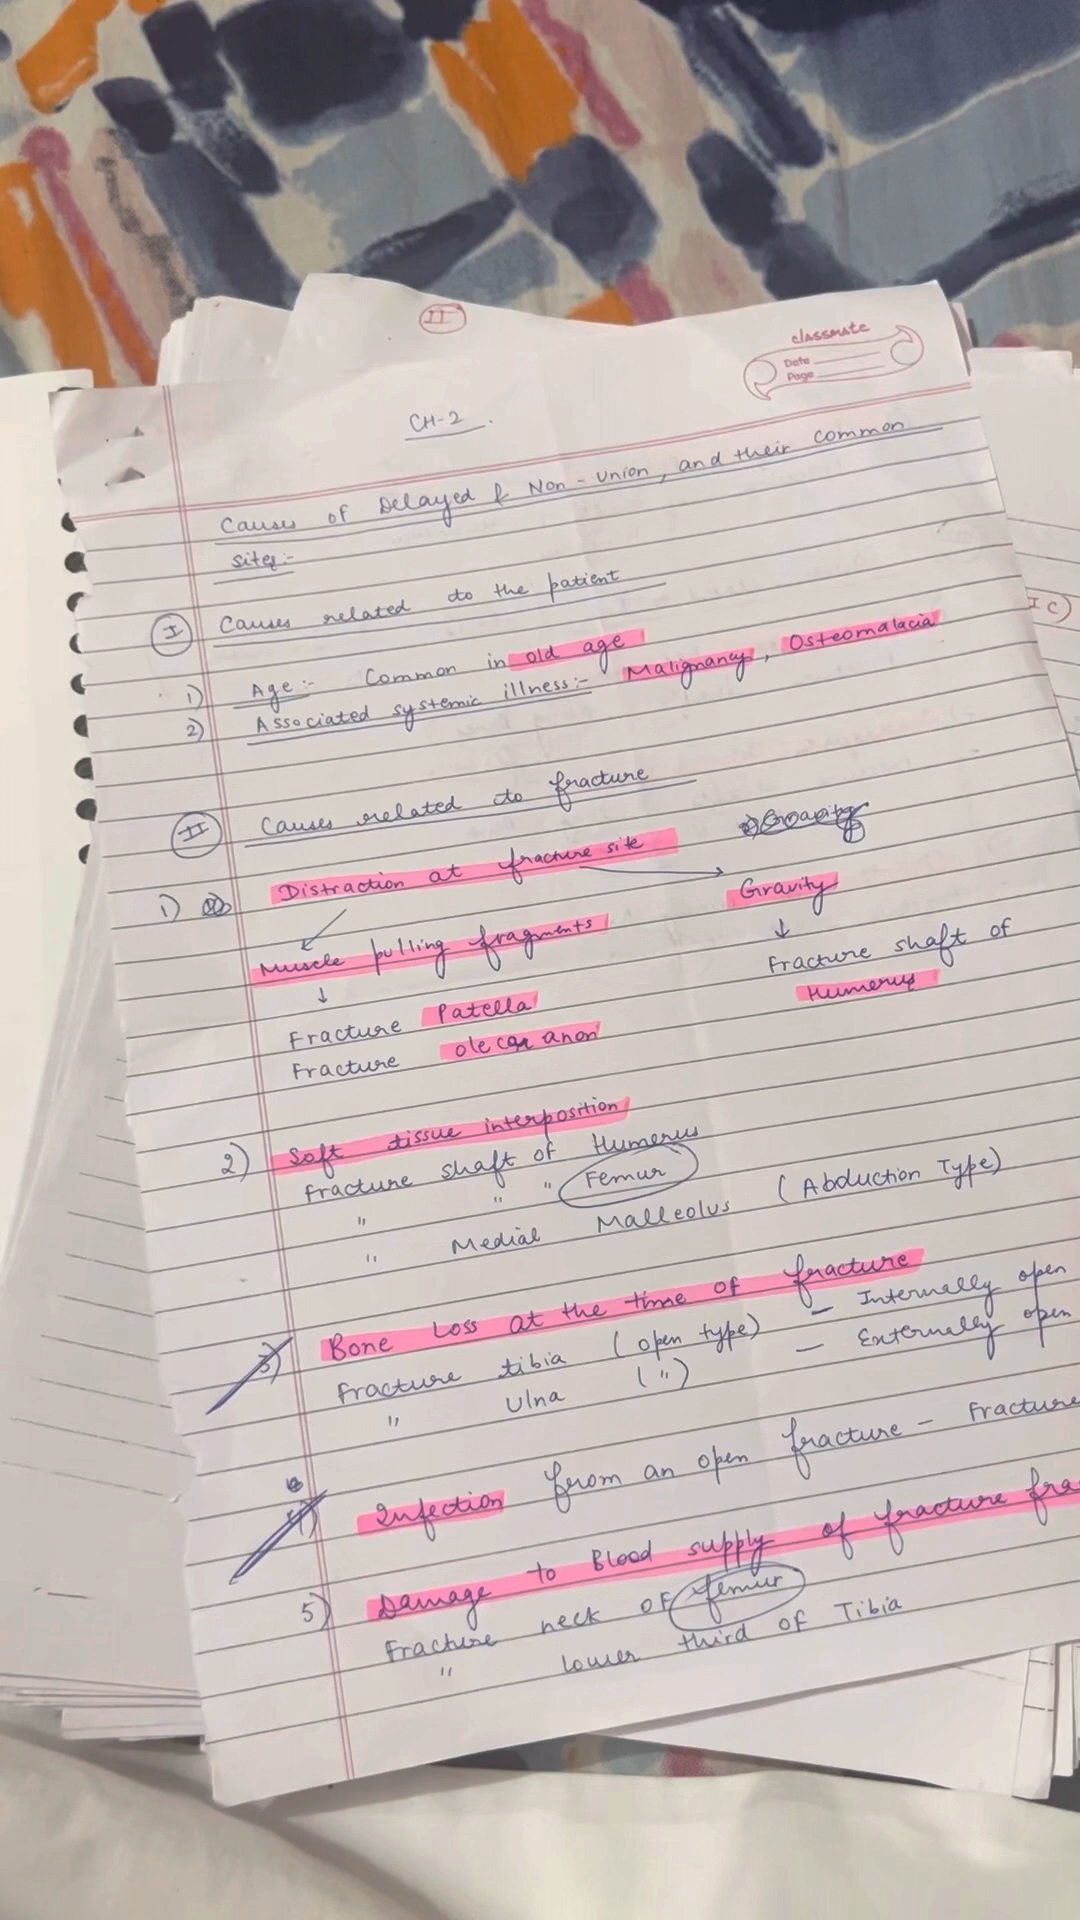 II
classmate
Date
Page
CH-2.
Causes of Delayed & Non-Union, and their common
sites:-
I Causes related to the patient
1) Age:- Common in old age
2) Associated systemic illness:- Malignancy, Osteomalacia
II Causes related to fracture
1) Distraction at fracture site
Gravity
Muscle pulling fragments
↓
Fracture shaft of
Humerus
↓
Fracture Patella
Fracture olecranon
2) Soft tissue interposition
Fracture shaft of Humerus
" " " Femur
" Medial Malleolus (Abduction Type)
3) Bone Loss at the time of fracture
Fracture tibia (open type) - Internally open
" Ulna (") - Externally open
4) Infection from an open fracture - Fracture
5) Damage to Blood supply of fracture fra
Fracture neck of femur
" lower third of Tibia
IC)